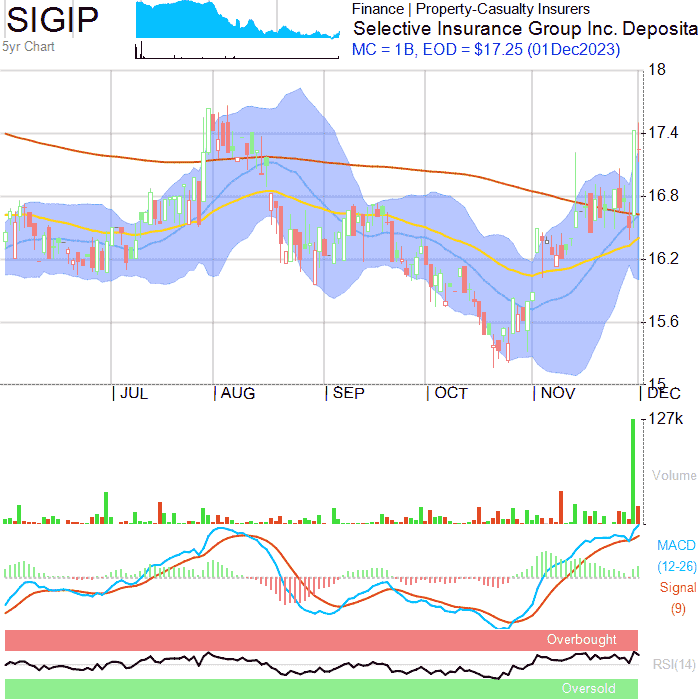 SIGIP
5yr Chart
Finance | Property-Casualty Insurers
Selective Insurance Group Inc. Deposita
MC = 1B, EOD = $17.25 (01Dec2023)
18
17.4
16.8
16.2
15.6
15
JUL
AUG
SEP
OCT
NOV
DEC
127k
Volume
MACD
(12-26)
Signal
(9)
Overbought
RSI(14)
Oversold